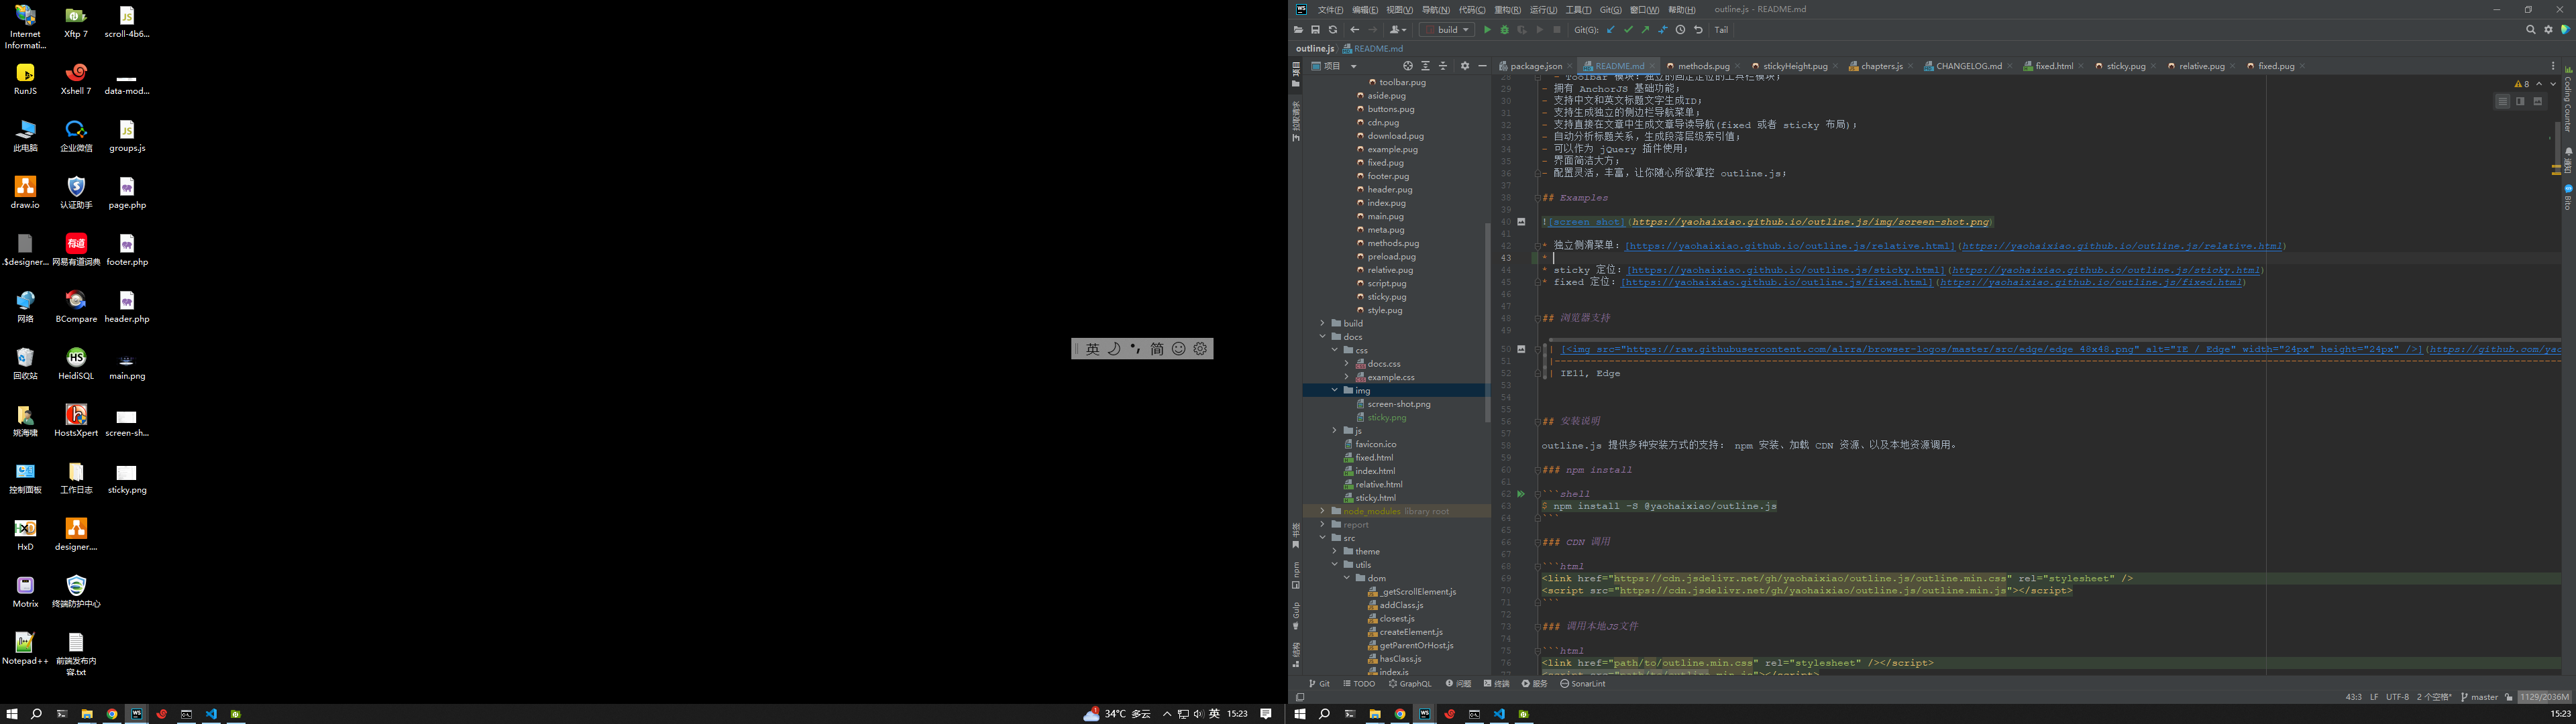 Internet Informati...
Xftp 7
scroll-4b6...
RunJS
Xshell 7
data-mod...
此电脑
企业微信
groups.js
draw.io
认证助手
page.php
.$designer...
网易有道词典
footer.php
网络
BCompare
header.php
回收站
HeidiSQL
main.png
姚海啸
HostsXpert
screen-sh...
控制面板
工作日志
sticky.png
HxD
designer....
Motrix
终端防护中心
Notepad++
前端发布内容.txt
英 简
34°C 多云 英 15:23
文件(F) 编辑(E) 视图(V) 导航(N) 代码(C) 重构(R) 运行(U) 工具(T) Git(G) 窗口(W) 帮助(H) outline.js - README.md
build Git(G): Tail
outline.js README.md
项目
package.json README.md methods.pug stickyHeight.pug chapters.js CHANGELOG.md fixed.html sticky.pug relative.pug fixed.pug
toolbar.pug
aside.pug
buttons.pug
cdn.pug
download.pug
example.pug
fixed.pug
footer.pug
header.pug
index.pug
main.pug
meta.pug
methods.pug
preload.pug
relative.pug
script.pug
sticky.pug
style.pug
build
docs
css
docs.css
example.css
img
screen-shot.png
sticky.png
js
favicon.ico
fixed.html
index.html
relative.html
sticky.html
node_modules library root
report
src
theme
utils
dom
_getScrollElement.js
addClass.js
closest.js
createElement.js
getParentOrHost.js
hasClass.js
index.js
28 - Toolbar 模块：独立的固定定位的工具栏模块；
29 - 拥有 AnchorJS 基础功能；
30 - 支持中文和英文标题文字生成ID；
31 - 支持生成独立的侧边栏导航菜单；
32 - 支持直接在文章中生成文章导读导航(fixed 或者 sticky 布局)；
33 - 自动分析标题关系，生成段落层级索引值；
34 - 可以作为 jQuery 插件使用；
35 - 界面简洁大方；
36 - 配置灵活，丰富，让你随心所欲掌控 outline.js；
37
38 ## Examples
39
40 ![screen shot](https://yaohaixiao.github.io/outline.js/img/screen-shot.png)
41
42 * 独立侧滑菜单：[https://yaohaixiao.github.io/outline.js/relative.html](https://yaohaixiao.github.io/outline.js/relative.html)
43 *
44 * sticky 定位：[https://yaohaixiao.github.io/outline.js/sticky.html](https://yaohaixiao.github.io/outline.js/sticky.html)
45 * fixed 定位：[https://yaohaixiao.github.io/outline.js/fixed.html](https://yaohaixiao.github.io/outline.js/fixed.html)
46
47
48 ## 浏览器支持
49
50 | [<img src="https://raw.githubusercontent.com/alrra/browser-logos/master/src/edge/edge_48x48.png" alt="IE / Edge" width="24px" height="24px" />](https://github.com/yao
51
52 | IE11, Edge
53
54
55
56 ## 安装说明
57
58 outline.js 提供多种安装方式的支持： npm 安装、加载 CDN 资源、以及本地资源调用。
59
60 ### npm install
61
62 ```shell
63 $ npm install -S @yaohaixiao/outline.js
64 ```
65
66 ### CDN 调用
67
68 ```html
69 <link href="https://cdn.jsdelivr.net/gh/yaohaixiao/outline.js/outline.min.css" rel="stylesheet" />
70 <script src="https://cdn.jsdelivr.net/gh/yaohaixiao/outline.js/outline.min.js"></script>
71 ```
72
73 ### 调用本地JS文件
74
75 ```html
76 <link href="path/to/outline.min.css" rel="stylesheet" /></script>
8
Coding Counter
通知
Bito
书签
npm
Gulp
结构
Git TODO GraphQL 问题 终端 服务 SonarLint
43:3 LF UTF-8 2 个空格* master 1129/2036M
15:23